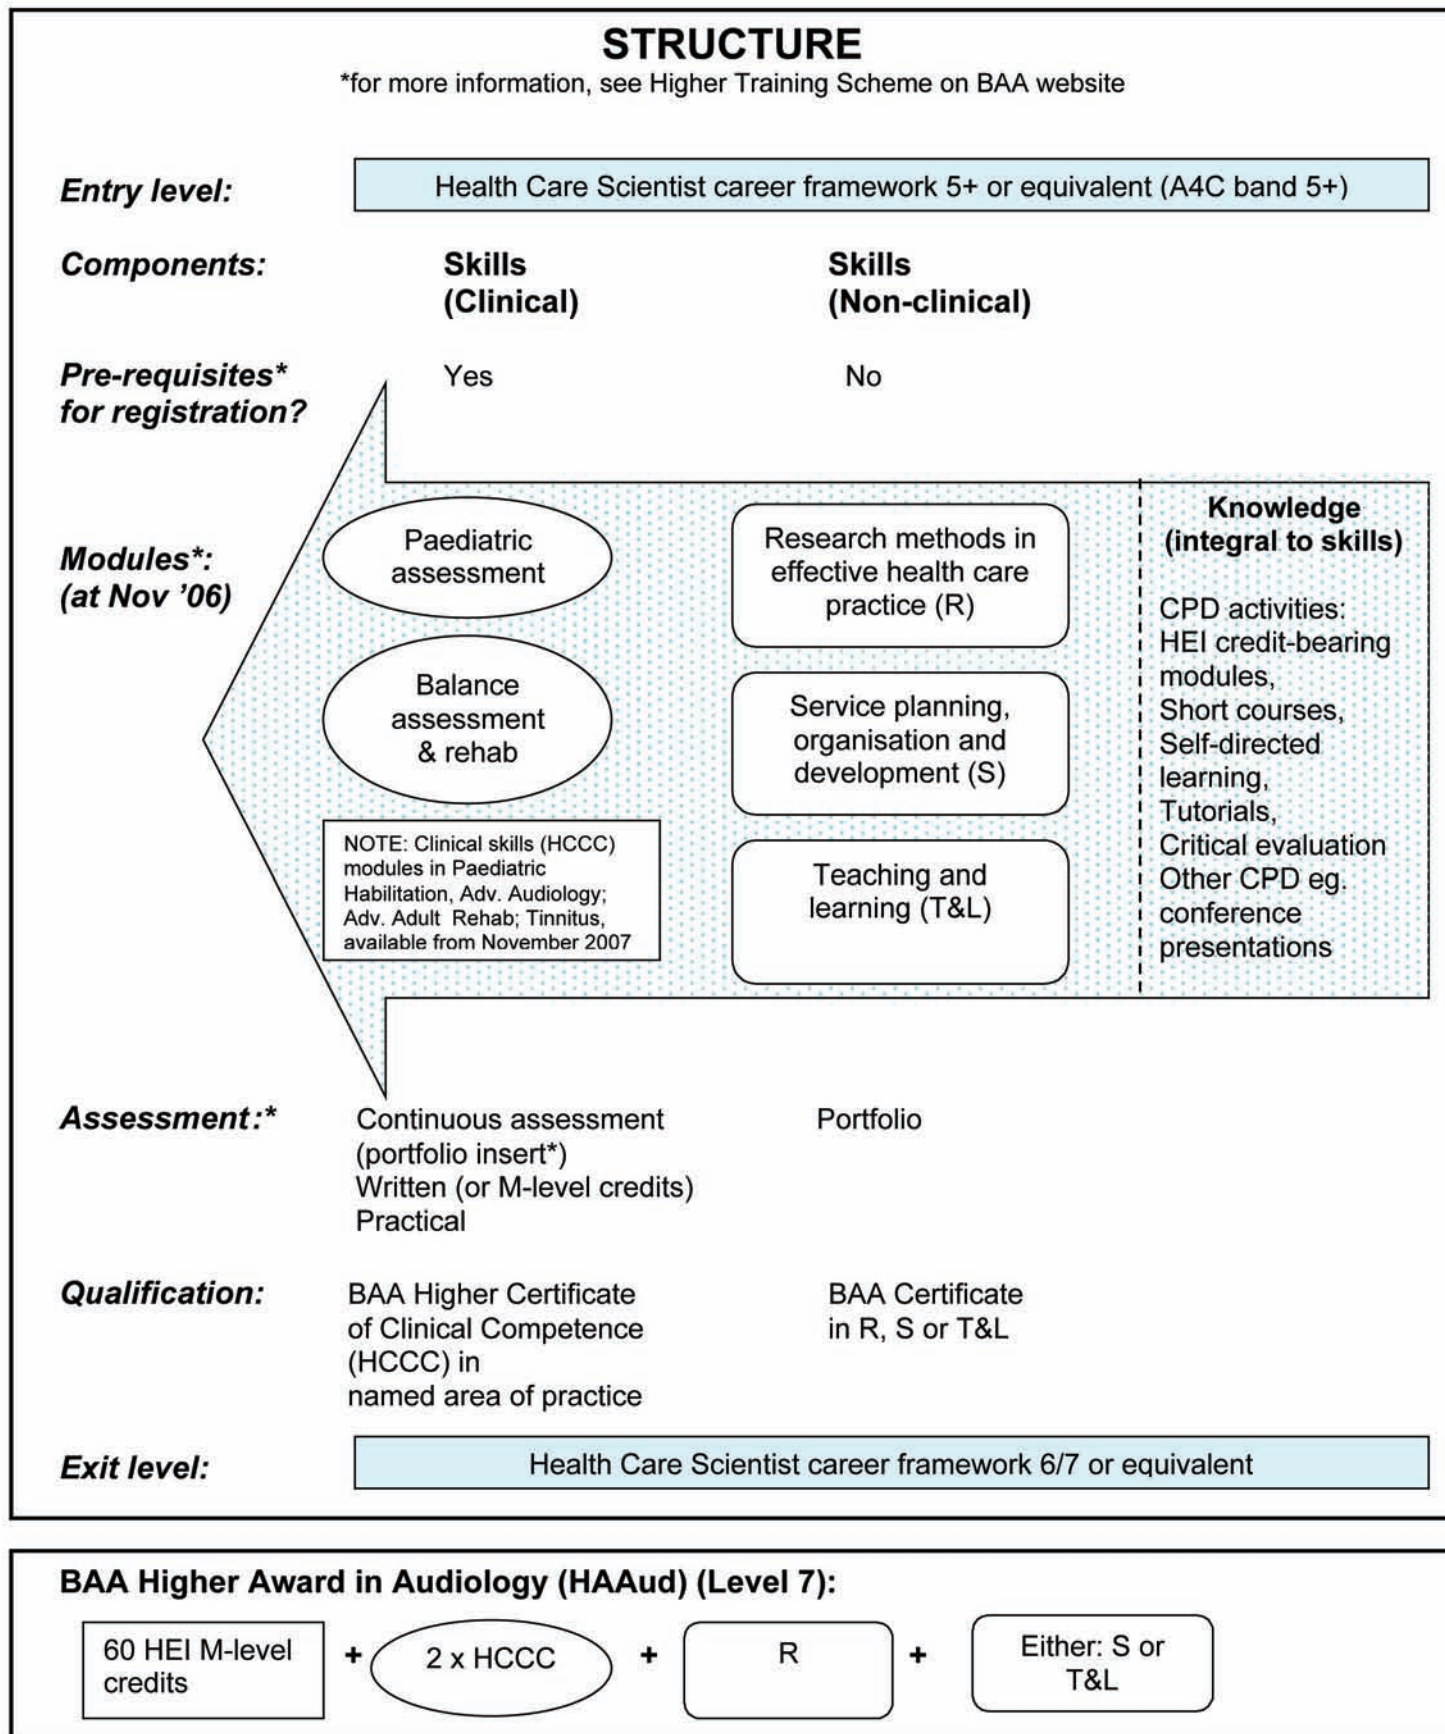 STRUCTURE
*for more information, see Higher Training Scheme on BAA website
Entry level:
Health Care Scientist career framework 5+ or equivalent (A4C band 5+)
Components:
Skills
(Clinical)
Skills
(Non-clinical)
Pre-requisites*
for registration?
Yes
No
Modules*:
(at Nov '06)
Paediatric
assessment
Balance
assessment
& rehab
NOTE: Clinical skills (HCCC)
modules in Paediatric
Habilitation, Adv. Audiology;
Adv. Adult Rehab; Tinnitus,
available from November 2007
Research methods in
effective health care
practice (R)
Service planning,
organisation and
development (S)
Teaching and
learning (T&L)
Knowledge
(integral to skills)
CPD activities:
HEI credit-bearing
modules,
Short courses,
Self-directed
learning,
Tutorials,
Critical evaluation
Other CPD eg.
conference
presentations
Assessment:*
Continuous assessment
(portfolio insert*)
Written (or M-level credits)
Practical
Portfolio
Qualification:
BAA Higher Certificate
of Clinical Competence
(HCCC) in
named area of practice
BAA Certificate
in R, S or T&L
Exit level:
Health Care Scientist career framework 6/7 or equivalent
BAA Higher Award in Audiology (HAAud) (Level 7):
60 HEI M-level
credits
+
2 x HCCC
+
R
+
Either: S or
T&L